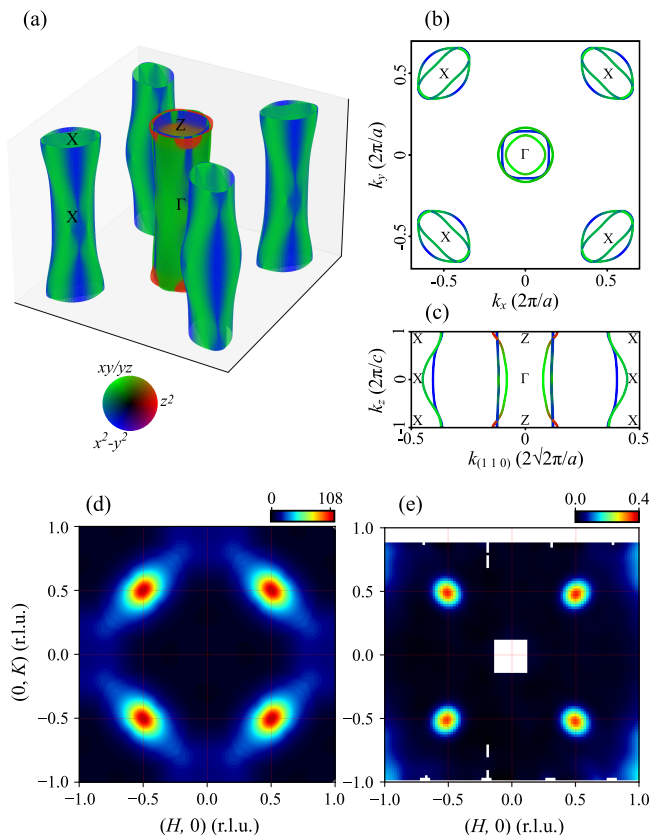 (a)
Z
X
Γ
X
xy/yz
z²
x²-y²
(b)
0.5
0
-0.5
k_y (2π/a)
X
X
Γ
X
X
-0.5
0
0.5
k_x (2π/a)
(c)
1
0
-1
k_z (2π/c)
X
Z
X
X
Γ
X
X
Z
X
-0.5
0
0.5
k_(1 1 0) (2√2π/a)
(d)
0
108
1.0
0.5
0.0
−0.5
−1.0
(0, K) (r.l.u.)
−1.0
−0.5
0.0
0.5
1.0
(H, 0) (r.l.u.)
(e)
0.0
0.4
1.0
0.5
0.0
−0.5
−1.0
−1.0
−0.5
0.0
0.5
1.0
(H, 0) (r.l.u.)